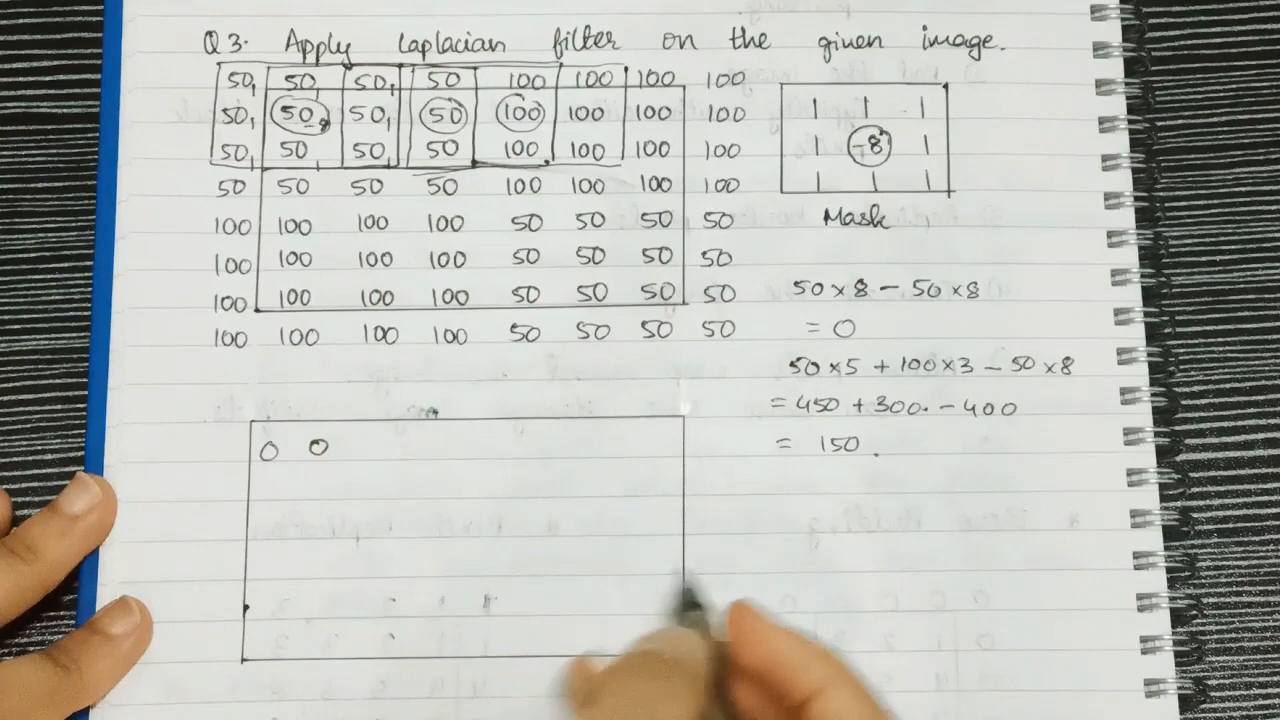 Q3. Apply laplacian filter on the given image.
50, 50, 50, 50 100 100 100 100
50, 50, 50, 50 100 100 100 100
50, 50, 50, 50 100 100 100 100
50 50 50 50 100 100 100 100
100 100 100 100 50 50 50 50
100 100 100 100 50 50 50 50
100 100 100 100 50 50 50 50
100 100 100 100 50 50 50 50
1 1 1
1 -8 1
1 1 1
Mask
50 x 8 - 50 x 8
= 0
50 x 5 + 100 x 3 - 50 x 8
= 450 + 300. - 400
= 150.
0 0